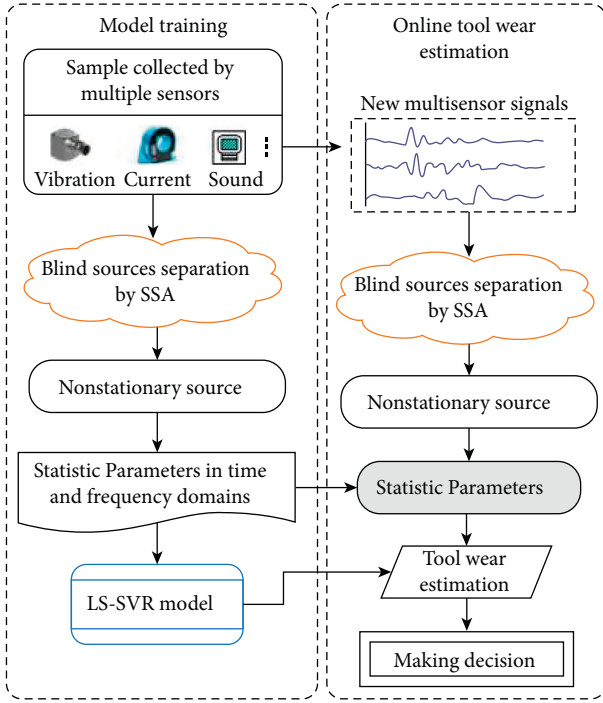 Model training
Sample collected by
multiple sensors
Vibration Current Sound
Blind sources separation
by SSA
Nonstationary source
Statistic Parameters in time
and frequency domains
LS-SVR model
Online tool wear
estimation
New multisensor signals
Blind sources separation
by SSA
Nonstationary source
Statistic Parameters
Tool wear
estimation
Making decision